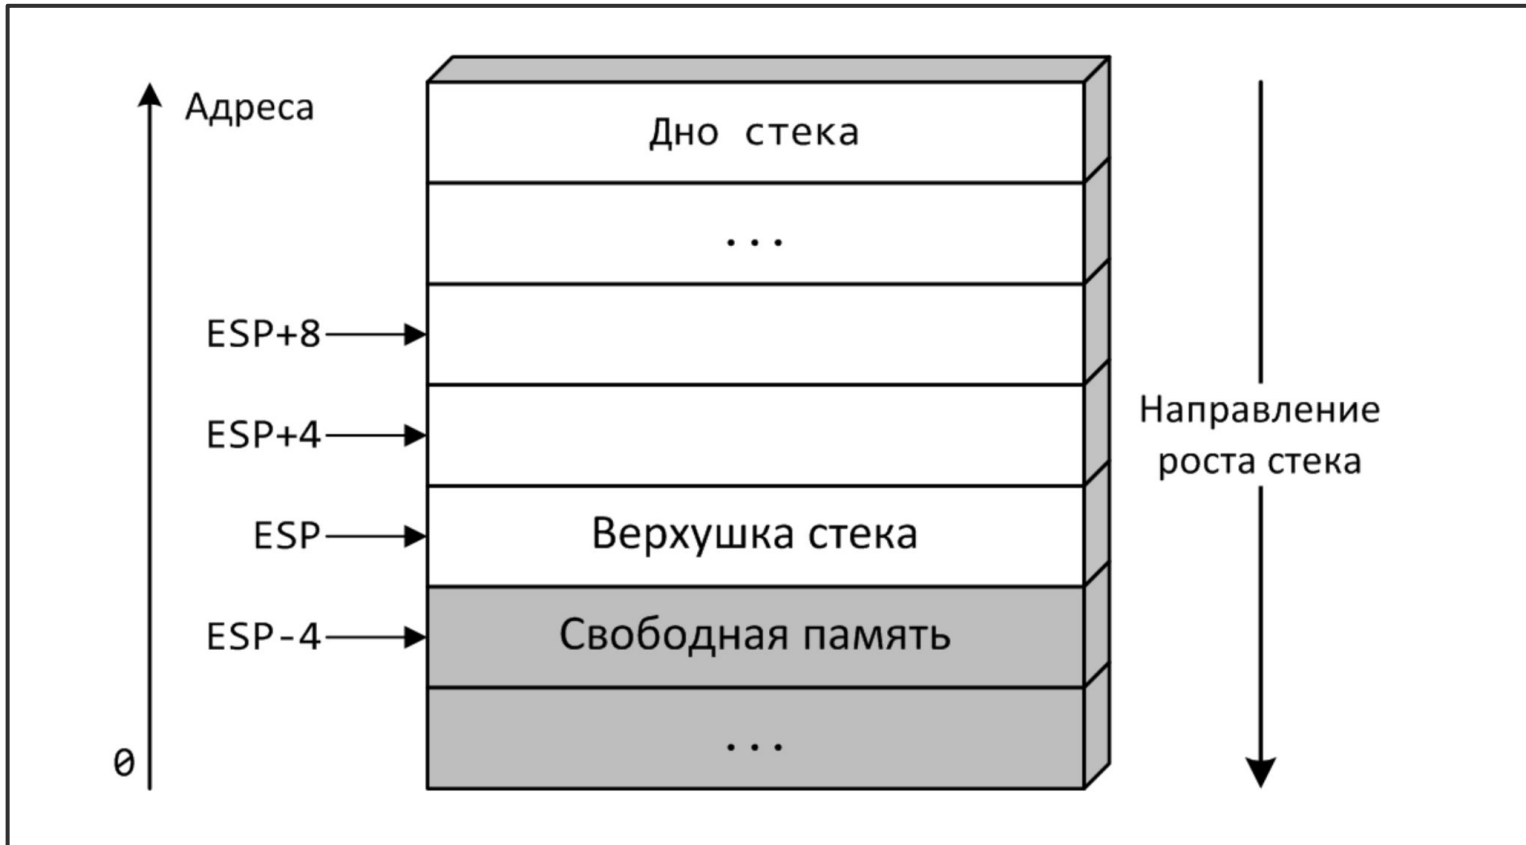 Адреса
Дно стека
...
ESP+8
ESP+4
Направление
роста стека
ESP
Верхушка стека
ESP-4
Свободная память
...
0